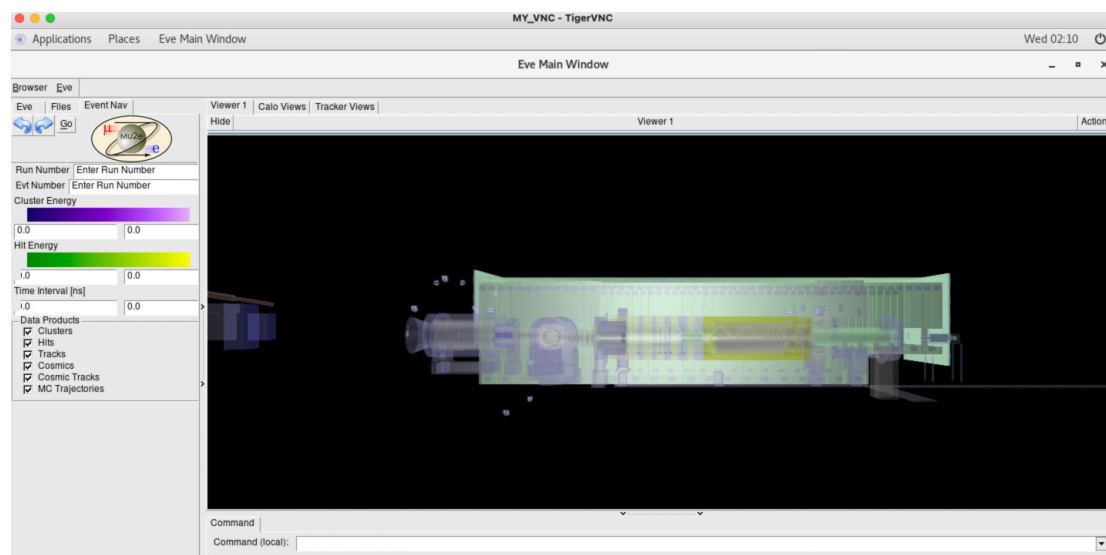 MY_VNC - TigerVNC
Applications Places Eve Main Window Wed 02:10
Eve Main Window
Browser Eve
Eve Files Event Nav Viewer 1 Calo Views Tracker Views
Hide Viewer 1 Action
Go
μ Mu2e e
Run Number Enter Run Number
Evt Number Enter Run Number
Cluster Energy
0.0 0.0
Hit Energy
0.0
Time Interval [ns]
0.0
Data Products
Clusters
Hits
Tracks
Cosmics
Cosmic Tracks
MC Trajectories
Command
Command (local):